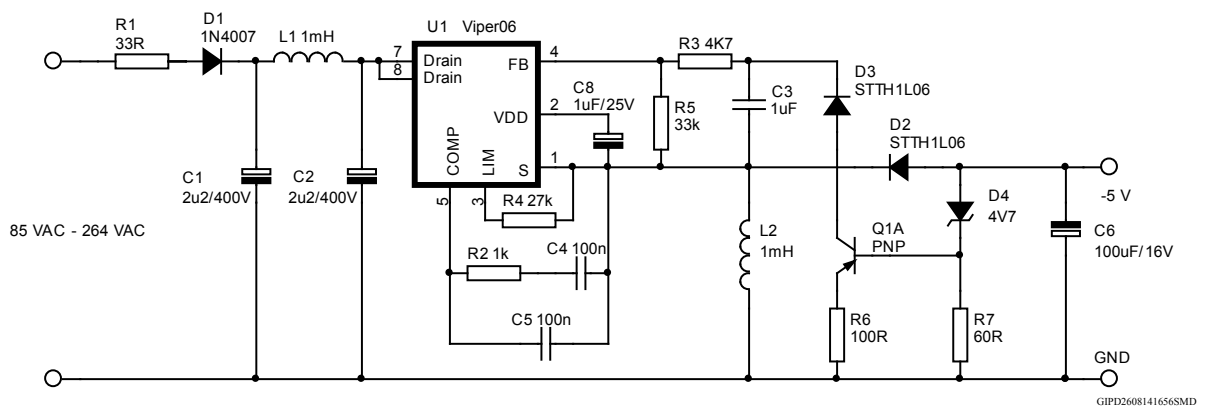 R1
33R
D1
1N4007
L1 1mH
U1 Viper06
7
8
Drain
Drain
FB
4
R3 4K7
D3
STTH1L06
C8
1uF/25V
VDD
2
R5
33k
C3
1uF
D2
STTH1L06
COMP
LIM
S
1
5
3
C1
2u2/400V
C2
2u2/400V
R4 27k
-5 V
D4
4V7
85 VAC - 264 VAC
L2
1mH
Q1A
PNP
C6
100uF/16V
R2 1k
C4 100n
C5 100n
R6
100R
R7
60R
GND
GIPD2608141656SMD